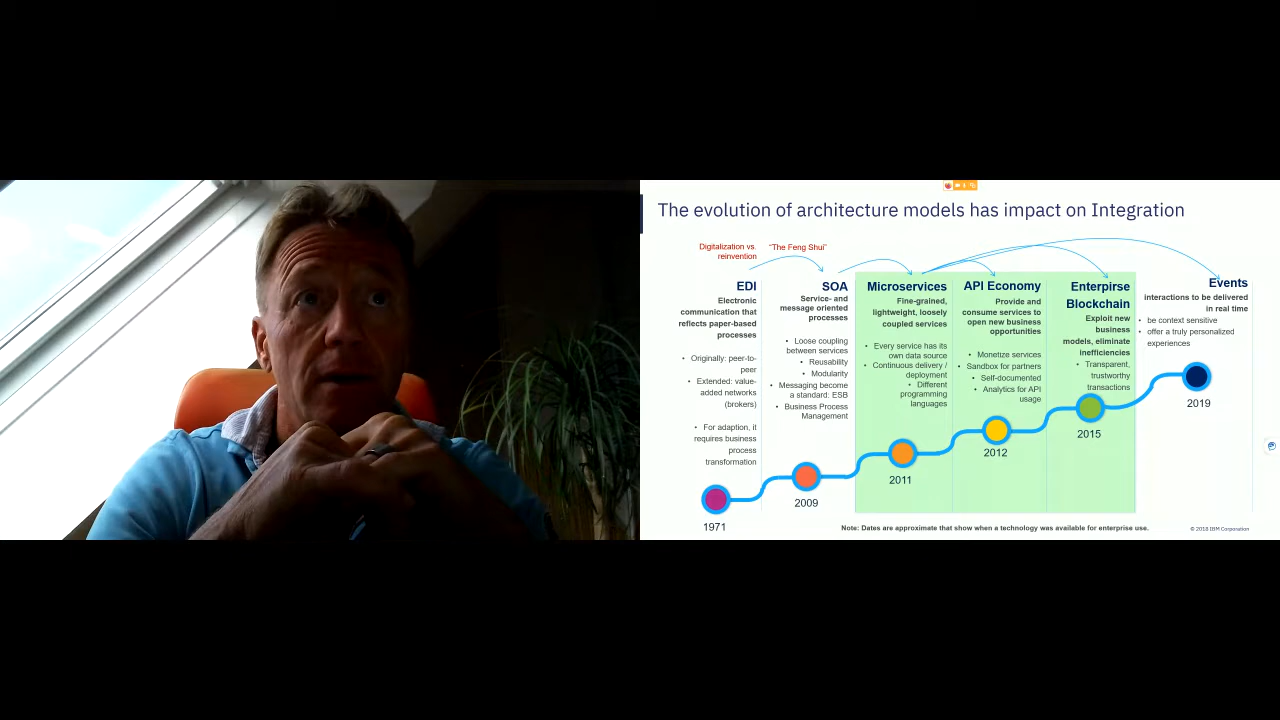 The evolution of architecture models has impact on Integration
Digitalization vs.
reinvention
"The Feng Shui"
EDI
Electronic
communication that
reflects paper-based
processes
• Originally: peer-to-
peer
• Extended: value-
added networks
(brokers)
• For adaption, it
requires business
process
transformation
1971
SOA
Service- and
message oriented
processes
• Loose coupling
between services
• Reusability
• Modularity
• Messaging become
a standard: ESB
• Business Process
Management
2009
Microservices
Fine-grained,
lightweight, loosely
coupled services
• Every service has its
own data source
• Continuous delivery /
deployment
• Different
programming
languages
2011
API Economy
Provide and
consume services to
open new business
opportunities
• Monetize services
• Sandbox for partners
• Self-documented
• Analytics for API
usage
2012
Enterpirse
Blockchain
Exploit new
business
models, eliminate
inefficiencies
• Transparent,
trustworthy
transactions
2015
Events
interactions to be delivered
in real time
• be context sensitive
• offer a truly personalized
experiences
2019
Note: Dates are approximate that show when a technology was available for enterprise use.
© 2018 IBM Corporation